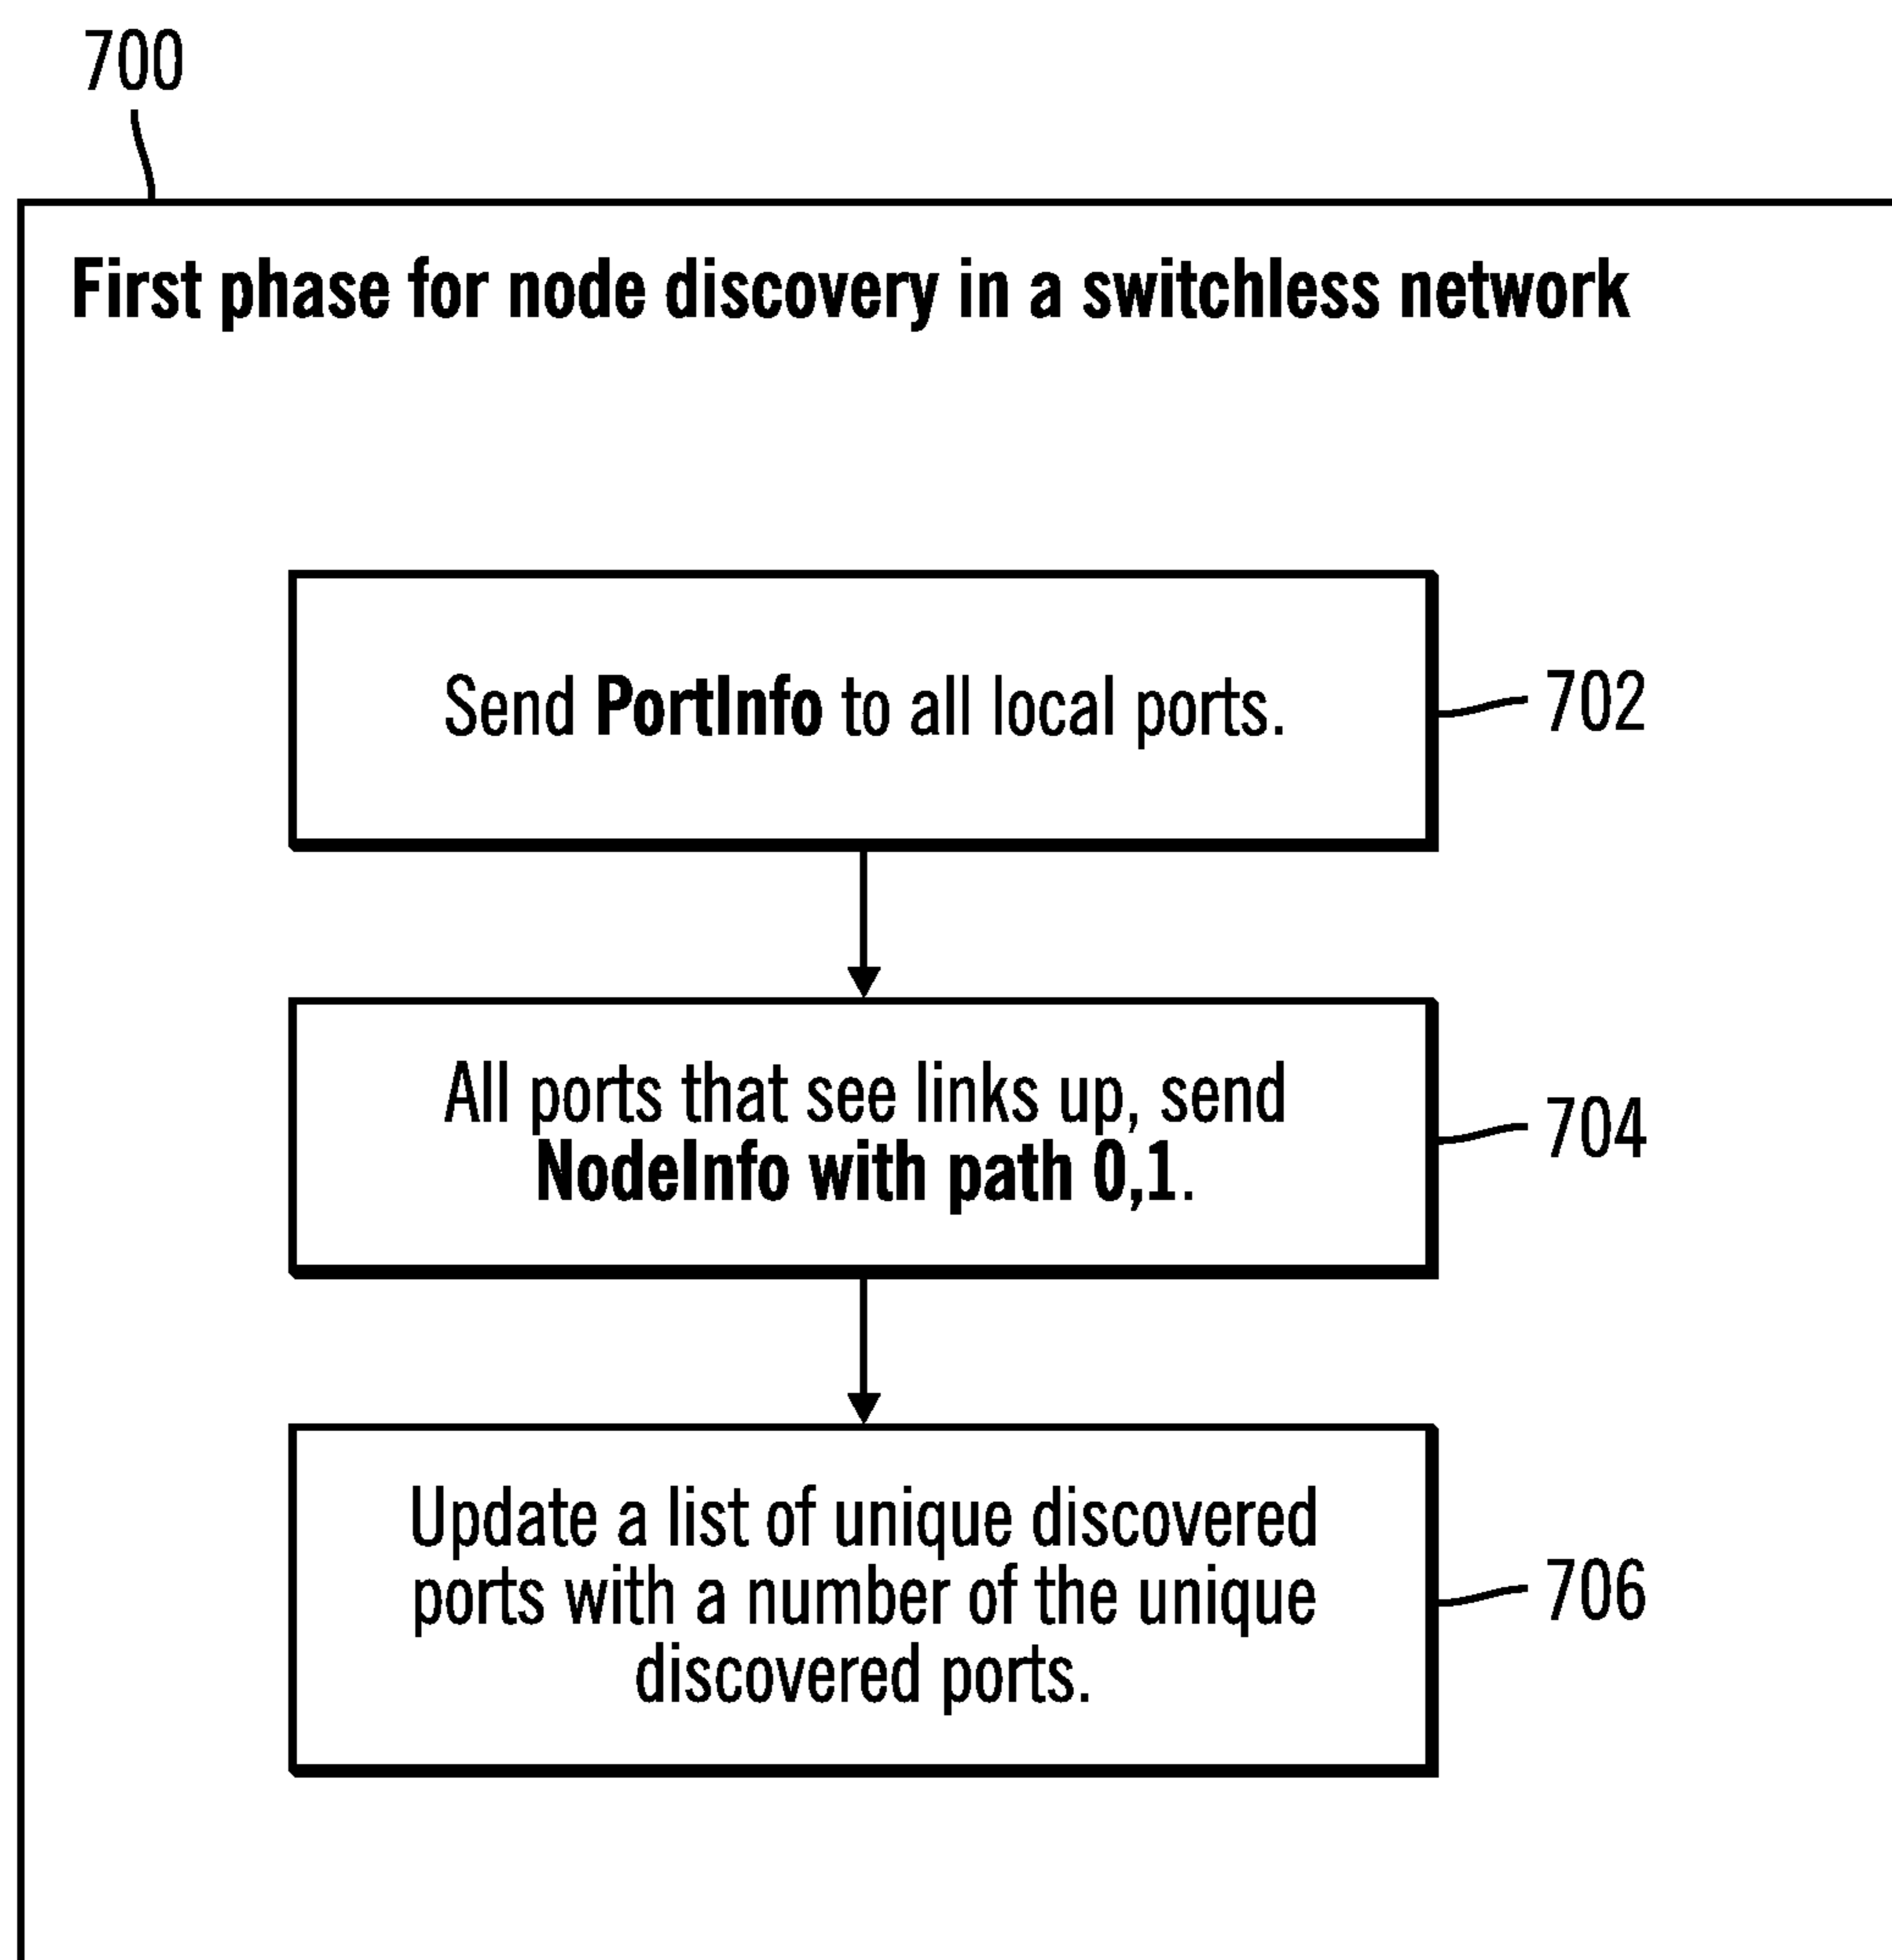 700
First phase for node discovery in a switchless network
Send PortInfo to all local ports.
702
All ports that see links up, send
NodeInfo with path 0,1.
704
Update a list of unique discovered
ports with a number of the unique
discovered ports.
706